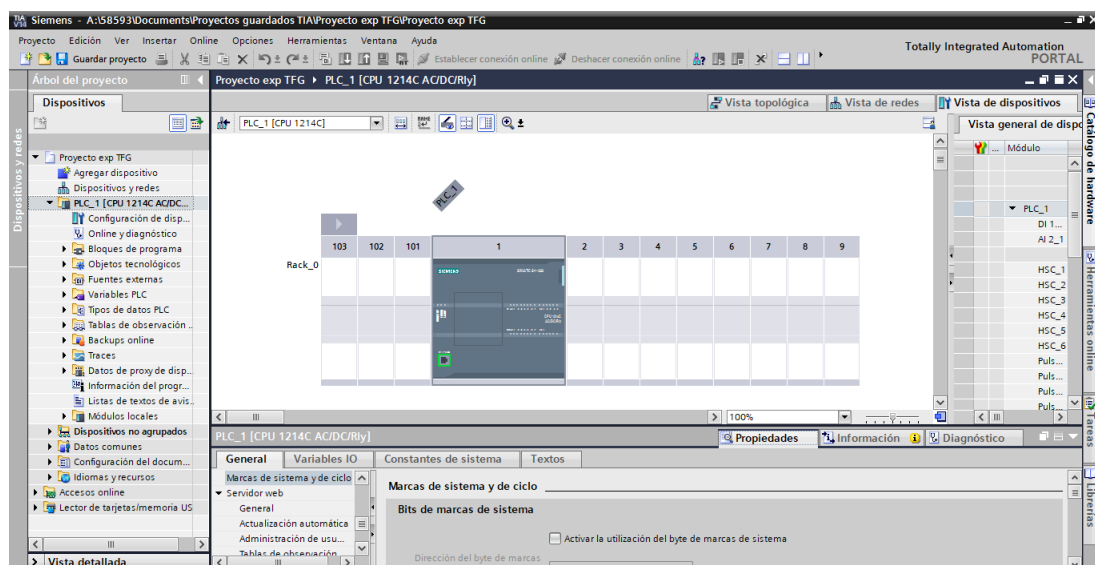 Siemens - A:\58593\Documents\Proyectos guardados TIA\Proyecto exp TFG\Proyecto exp TFG
Proyecto Edición Ver Insertar Online Opciones Herramientas Ventana Ayuda
Totally Integrated Automation
PORTAL
Guardar proyecto
Establecer conexión online
Deshacer conexión online
Árbol del proyecto
Proyecto exp TFG PLC_1 [CPU 1214C AC/DC/Rly]
Dispositivos
Vista topológica
Vista de redes
Vista de dispositivos
PLC_1 [CPU 1214C]
Vista general de dispo
... Módulo
Dispositivos y redes
Proyecto exp TFG
Agregar dispositivo
Dispositivos y redes
PLC_1 [CPU 1214C AC/DC...
Configuración de disp...
Online y diagnóstico
Bloques de programa
Objetos tecnológicos
Fuentes externas
Variables PLC
Tipos de datos PLC
Tablas de observación ..
Backups online
Traces
Datos de proxy de disp..
Información del progr...
Listas de textos de avis..
Módulos locales
Dispositivos no agrupados
Datos comunes
Configuración del docum...
Idiomas y recursos
Accesos online
Lector de tarjetas/memoria US
Vista detallada
PLC_1
103 102 101 1 2 3 4 5 6 7 8 9
Rack_0
SIEMENS
100%
PLC_1
DI 1...
AI 2_1
HSC_1
HSC_2
HSC_3
HSC_4
HSC_5
HSC_6
Puls...
Puls...
Puls...
Puls...
Catálogo de hardware
Herramientas online
Tareas
Librerías
PLC_1 [CPU 1214C AC/DC/Rly]
Propiedades
Información
Diagnóstico
General
Variables IO
Constantes de sistema
Textos
Marcas de sistema y de ciclo
Servidor web
General
Actualización automática
Administración de usu...
Tablas de observación
Marcas de sistema y de ciclo
Bits de marcas de sistema
Activar la utilización del byte de marcas de sistema
Dirección del byte de marcas